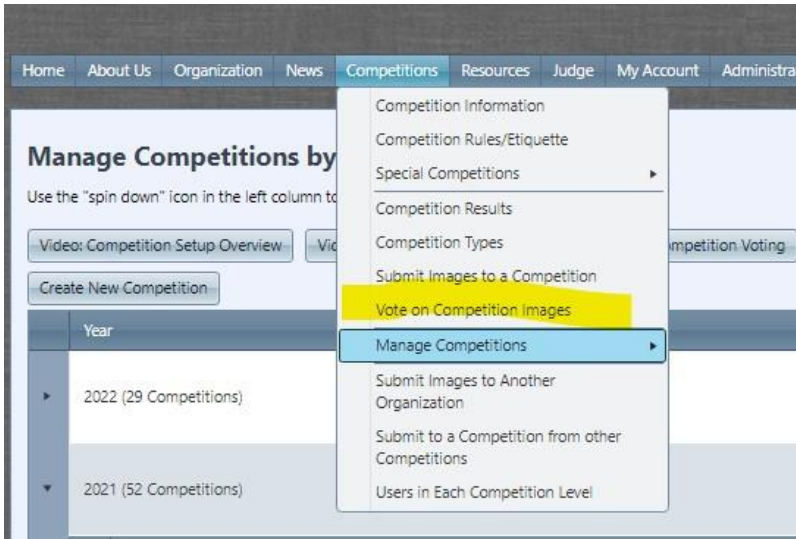 Home About Us Organization News Competitions Resources Judge My Account Administra
Competition Information
Competition Rules/Etiquette
Special Competitions
Competition Results
Competition Types
Submit Images to a Competition
Vote on Competition Images
Manage Competitions
Submit Images to Another
Organization
Submit to a Competition from other
Competitions
Users in Each Competition Level
Manage Competitions by
Use the "spin down" icon in the left column to
Video: Competition Setup Overview Vi ompetition Voting
Create New Competition
Year
2022 (29 Competitions)
2021 (52 Competitions)